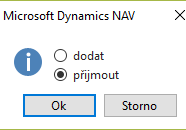 Microsoft Dynamics NAV
dodat
přijmout
Ok
Storno